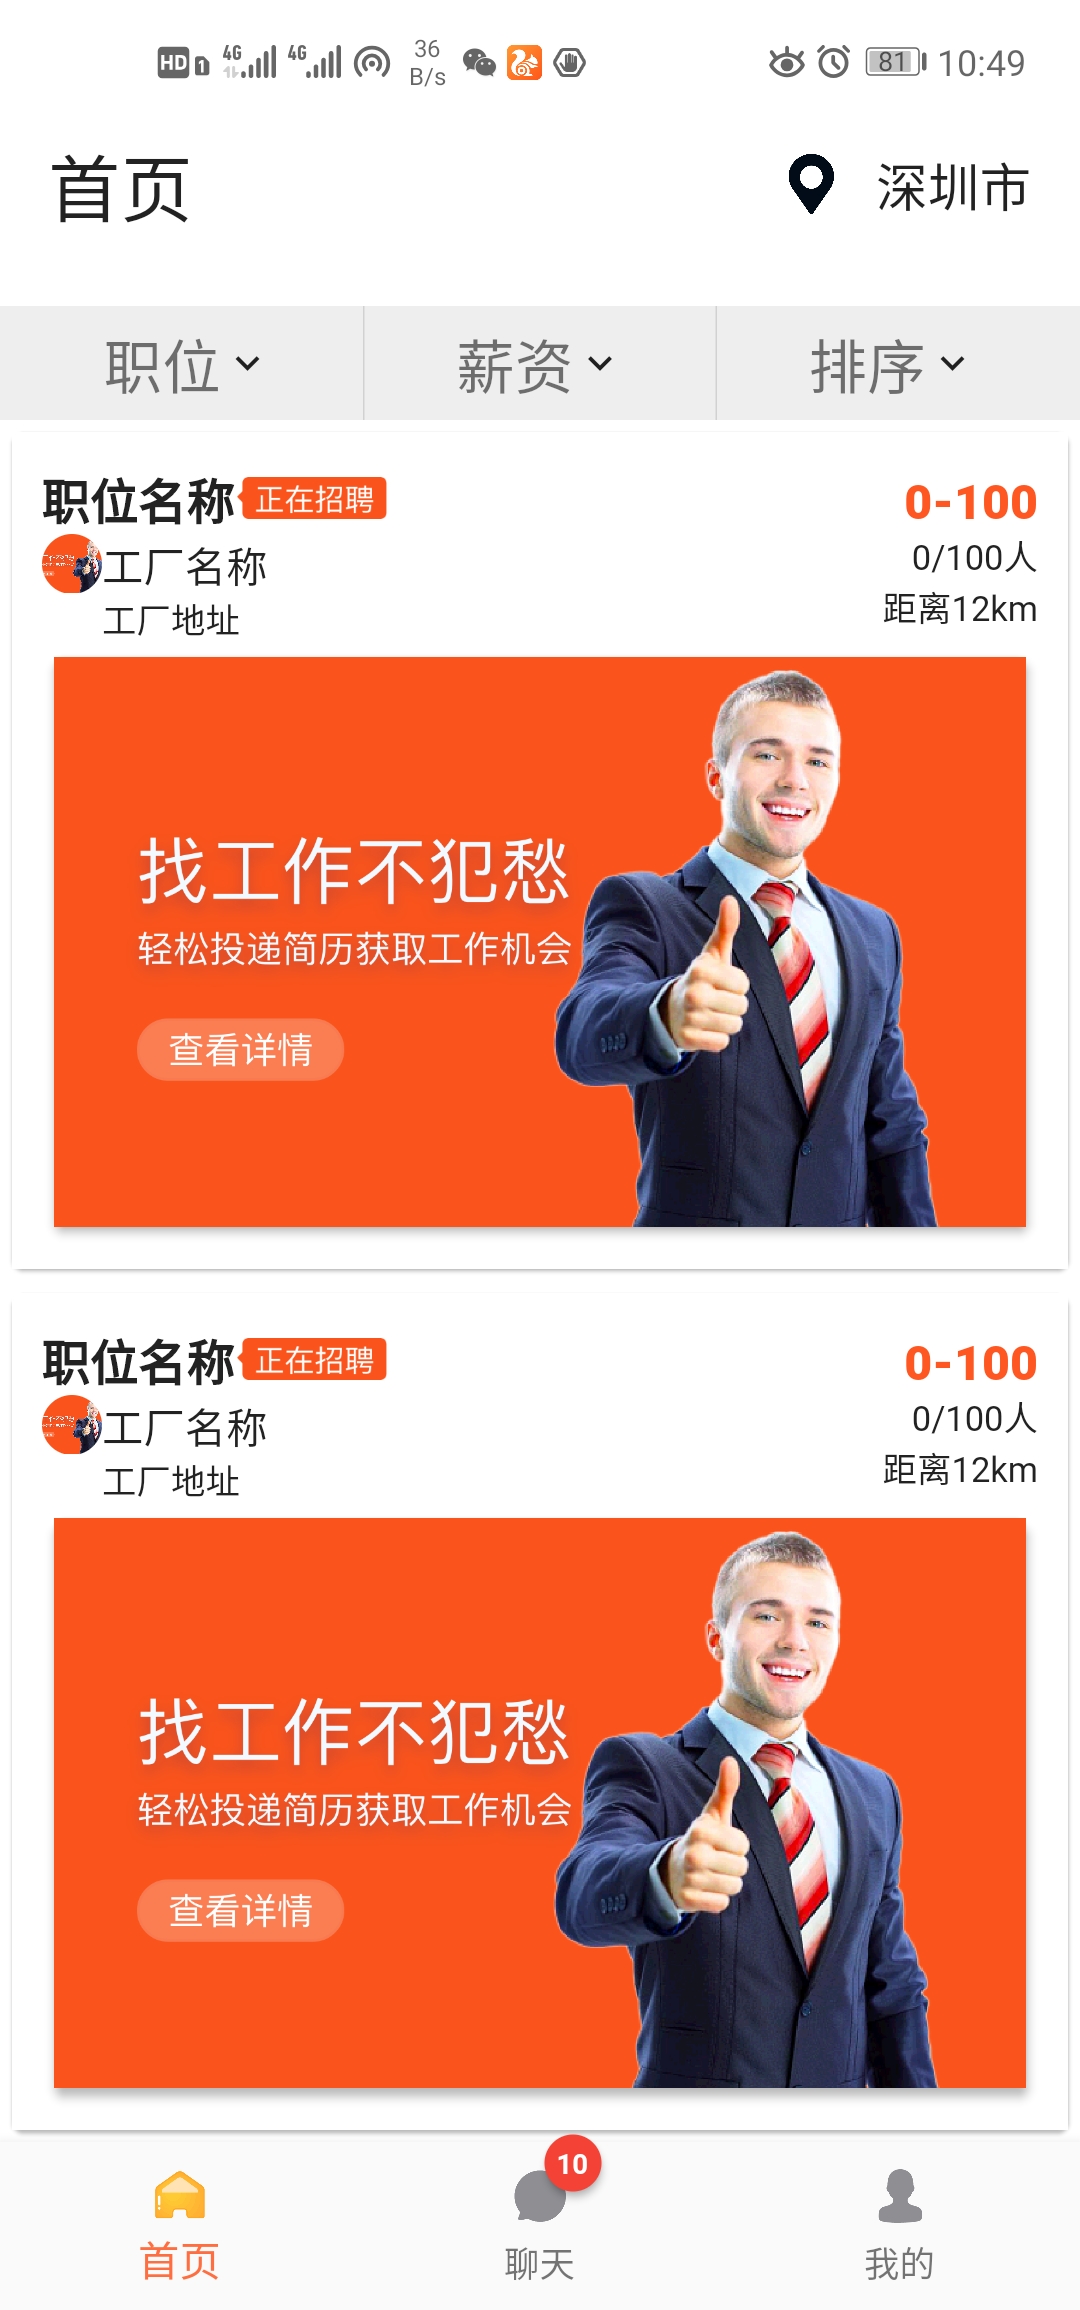 HD 1 4G 4G 36 B/s 81 10:49
首页 深圳市
职位 薪资 排序
职位名称 正在招聘 0-100
工厂名称 0/100人
工厂地址 距离12km
找工作不犯愁
轻松投递简历获取工作机会
查看详情
职位名称 正在招聘 0-100
工厂名称 0/100人
工厂地址 距离12km
找工作不犯愁
轻松投递简历获取工作机会
查看详情
10
首页 聊天 我的